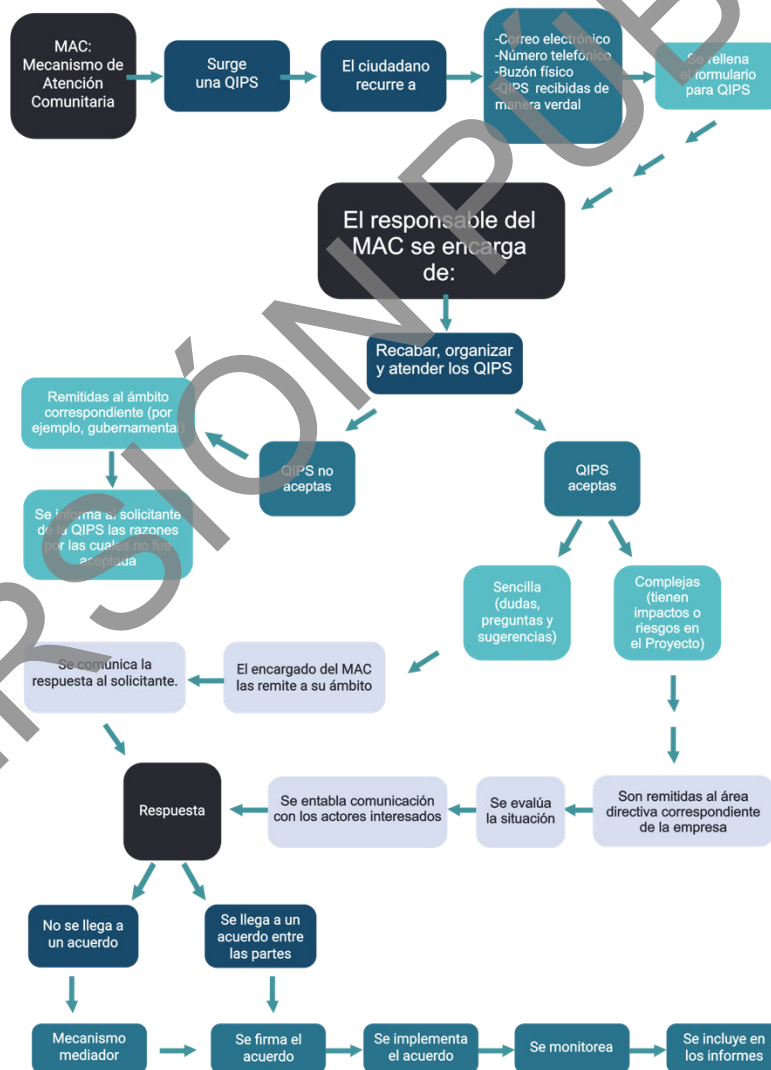 MAC:
Mecanismo de
Atención
Comunitaria
Surge
una QIPS
El ciudadano
recurre a
-Correo electrónico
-Número telefónico
-Buzón físico
-QIPS recibidas de
manera verdal
Se rellena
el formulario
para QIPS
El responsable del
MAC se encarga
de:
Recabar, organizar
y atender los QIPS
Remitidas al ámbito
correspondiente (por
ejemplo, gubernamental)
QIPS no
aceptas
QIPS
aceptas
Se informa al solicitante
de la QIPS las razones
por las cuales no fue
aceptada
Sencilla
(dudas,
preguntas y
sugerencias)
Complejas
(tienen
impactos o
riesgos en
el Proyecto)
Se comunica la
respuesta al solicitante.
El encargado del MAC
las remite a su ámbito
Respuesta
Se entabla comunicación
con los actores interesados
Se evalúa
la situación
Son remitidas al área
directiva correspondiente
de la empresa
No se llega a
un acuerdo
Se llega a un
acuerdo entre
las partes
Mecanismo
mediador
Se firma el
acuerdo
Se implementa
el acuerdo
Se monitorea
Se incluye en
los informes
ERSIÓN PÚB